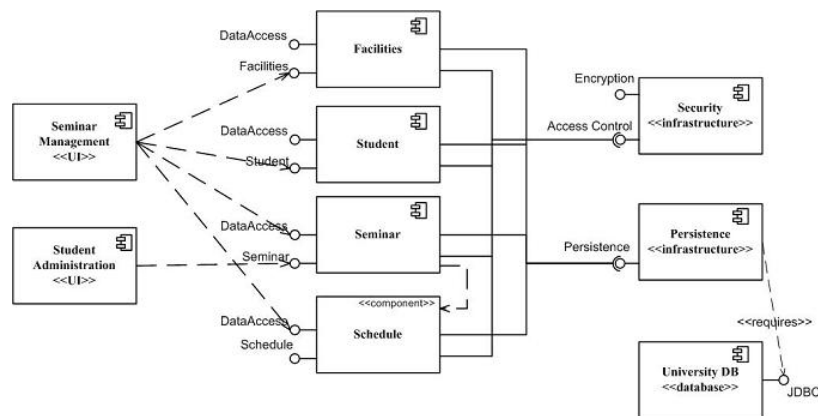 DataAccess
Facilities
Facilities
Encryption
Security
<<infrastructure>>
Access Control
Seminar
Management
<<UI>>
DataAccess
Student
Student
DataAccess
Seminar
Seminar
Persistence
<<infrastructure>>
Persistence
Student
Administration
<<UI>>
<<component>>
DataAccess
Schedule
Schedule
<<requires>>
University DB
<<database>>
JDBC